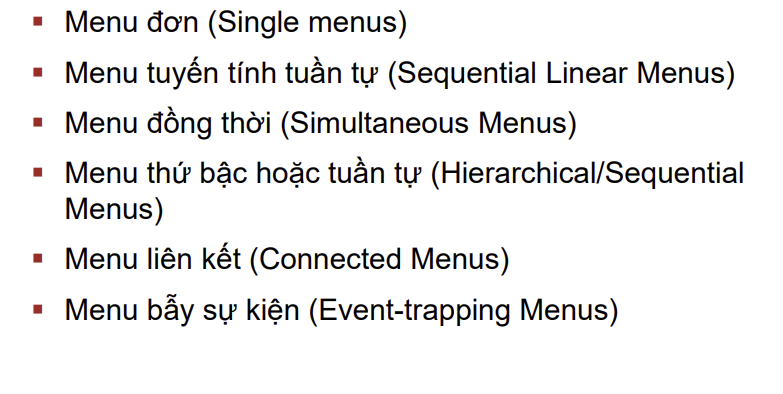 ▪ Menu đơn (Single menus)
▪ Menu tuyến tính tuần tự (Sequential Linear Menus)
▪ Menu đồng thời (Simultaneous Menus)
▪ Menu thứ bậc hoặc tuần tự (Hierarchical/Sequential
Menus)
▪ Menu liên kết (Connected Menus)
▪ Menu bẫy sự kiện (Event-trapping Menus)